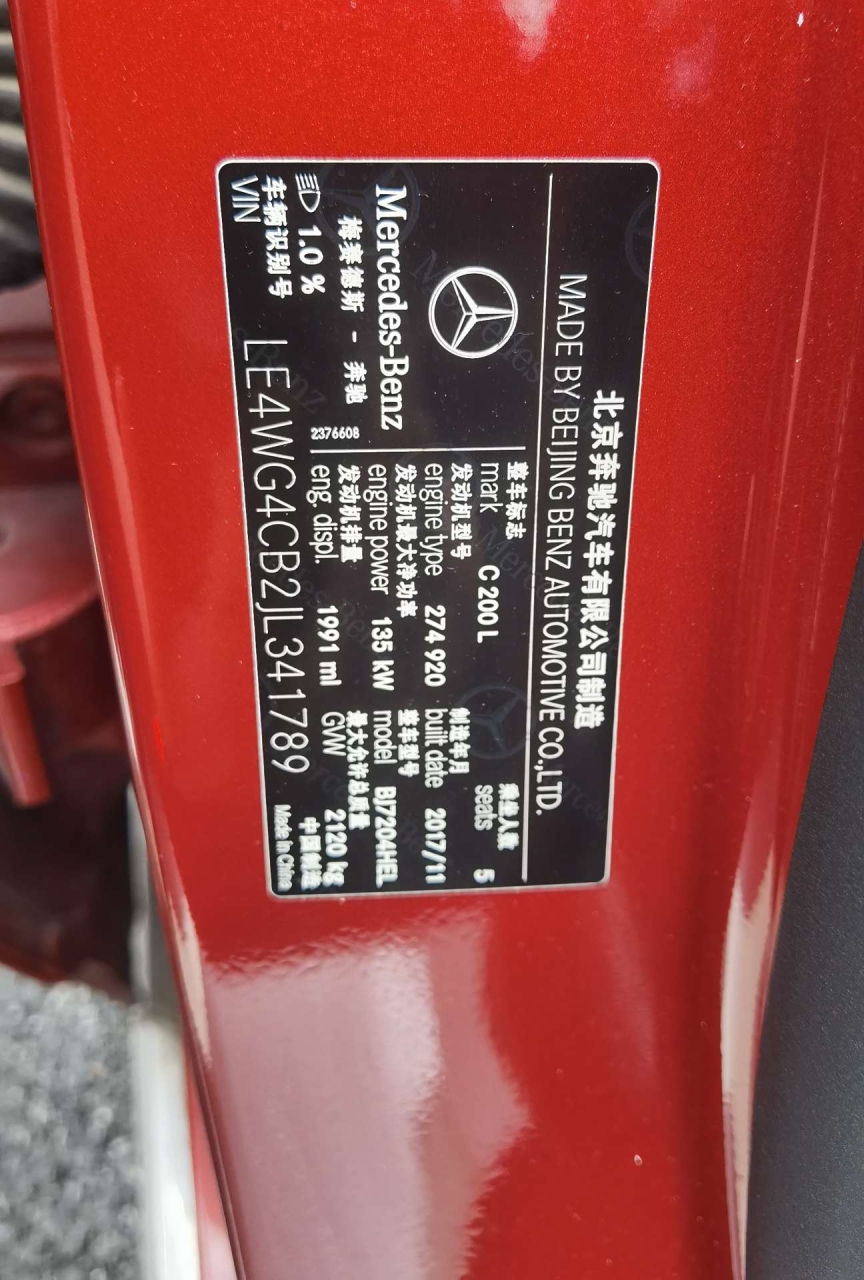 北京奔驰汽车有限公司制造
MADE BY BEIJING BENZ AUTOMOTIVE CO.,LTD.
Mercedes-Benz
梅赛德斯 - 奔驰
2376608
1.0 %
整车标志
mark C 200 L
乘坐人数
seats 5
发动机型号
engine type 274 920
制造年月
built date 2017/11
发动机最大净功率
engine power 135 kW
整车型号
model BJ7204HEL
发动机排量
eng. displ. 1991 ml
最大允许总质量
GVW 2120 kg
车辆识别号
VIN LE4WG4CB2JL341789
中国制造
Made In China